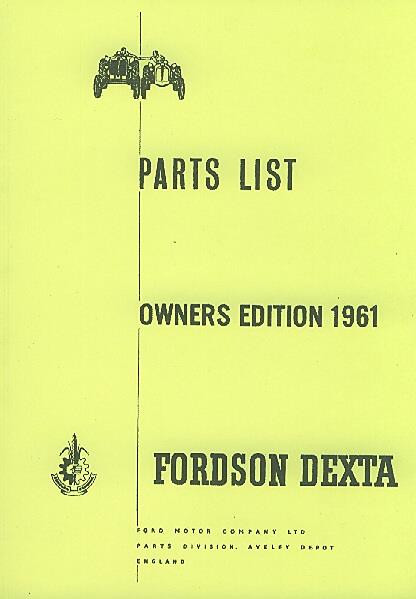 PARTS LIST
OWNERS EDITION 1961
FORDSON DEXTA
FORD MOTOR COMPANY LTD
PARTS DIVISION. AVELEY DEPOT
ENGLAND